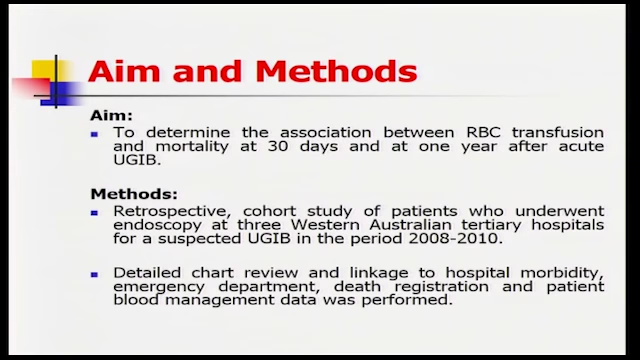 Aim and Methods
Aim:
To determine the association between RBC transfusion
and mortality at 30 days and at one year after acute
UGIB.
Methods:
Retrospective, cohort study of patients who underwent
endoscopy at three Western Australian tertiary hospitals
for a suspected UGIB in the period 2008-2010.
Detailed chart review and linkage to hospital morbidity,
emergency department, death registration and patient
blood management data was performed.